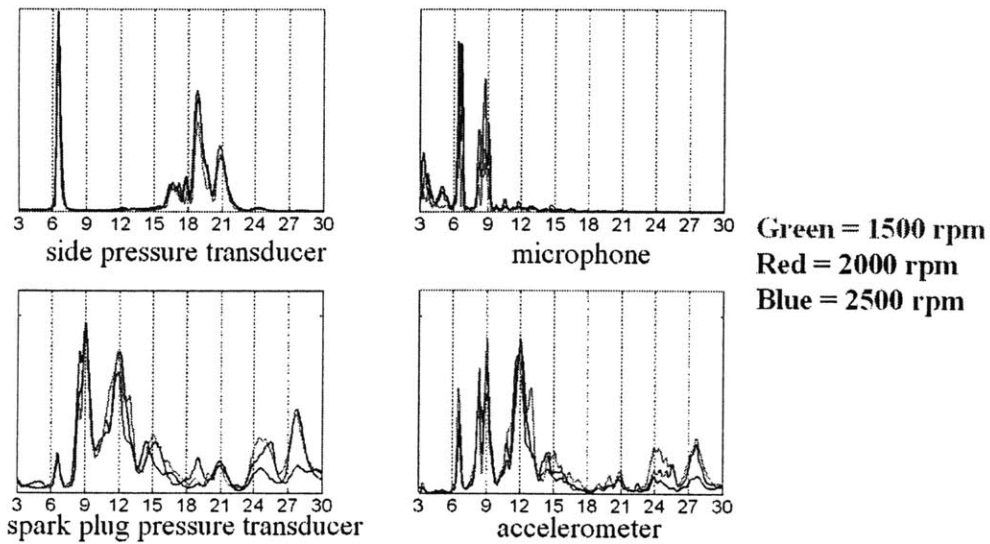 3 6 9 12 15 18 21 24 27 30
side pressure transducer
3 6 9 12 15 18 21 24 27 30
microphone
Green = 1500 rpm
Red = 2000 rpm
Blue = 2500 rpm
3 6 9 12 15 18 21 24 27 30
spark plug pressure transducer
3 6 9 12 15 18 21 24 27 30
accelerometer